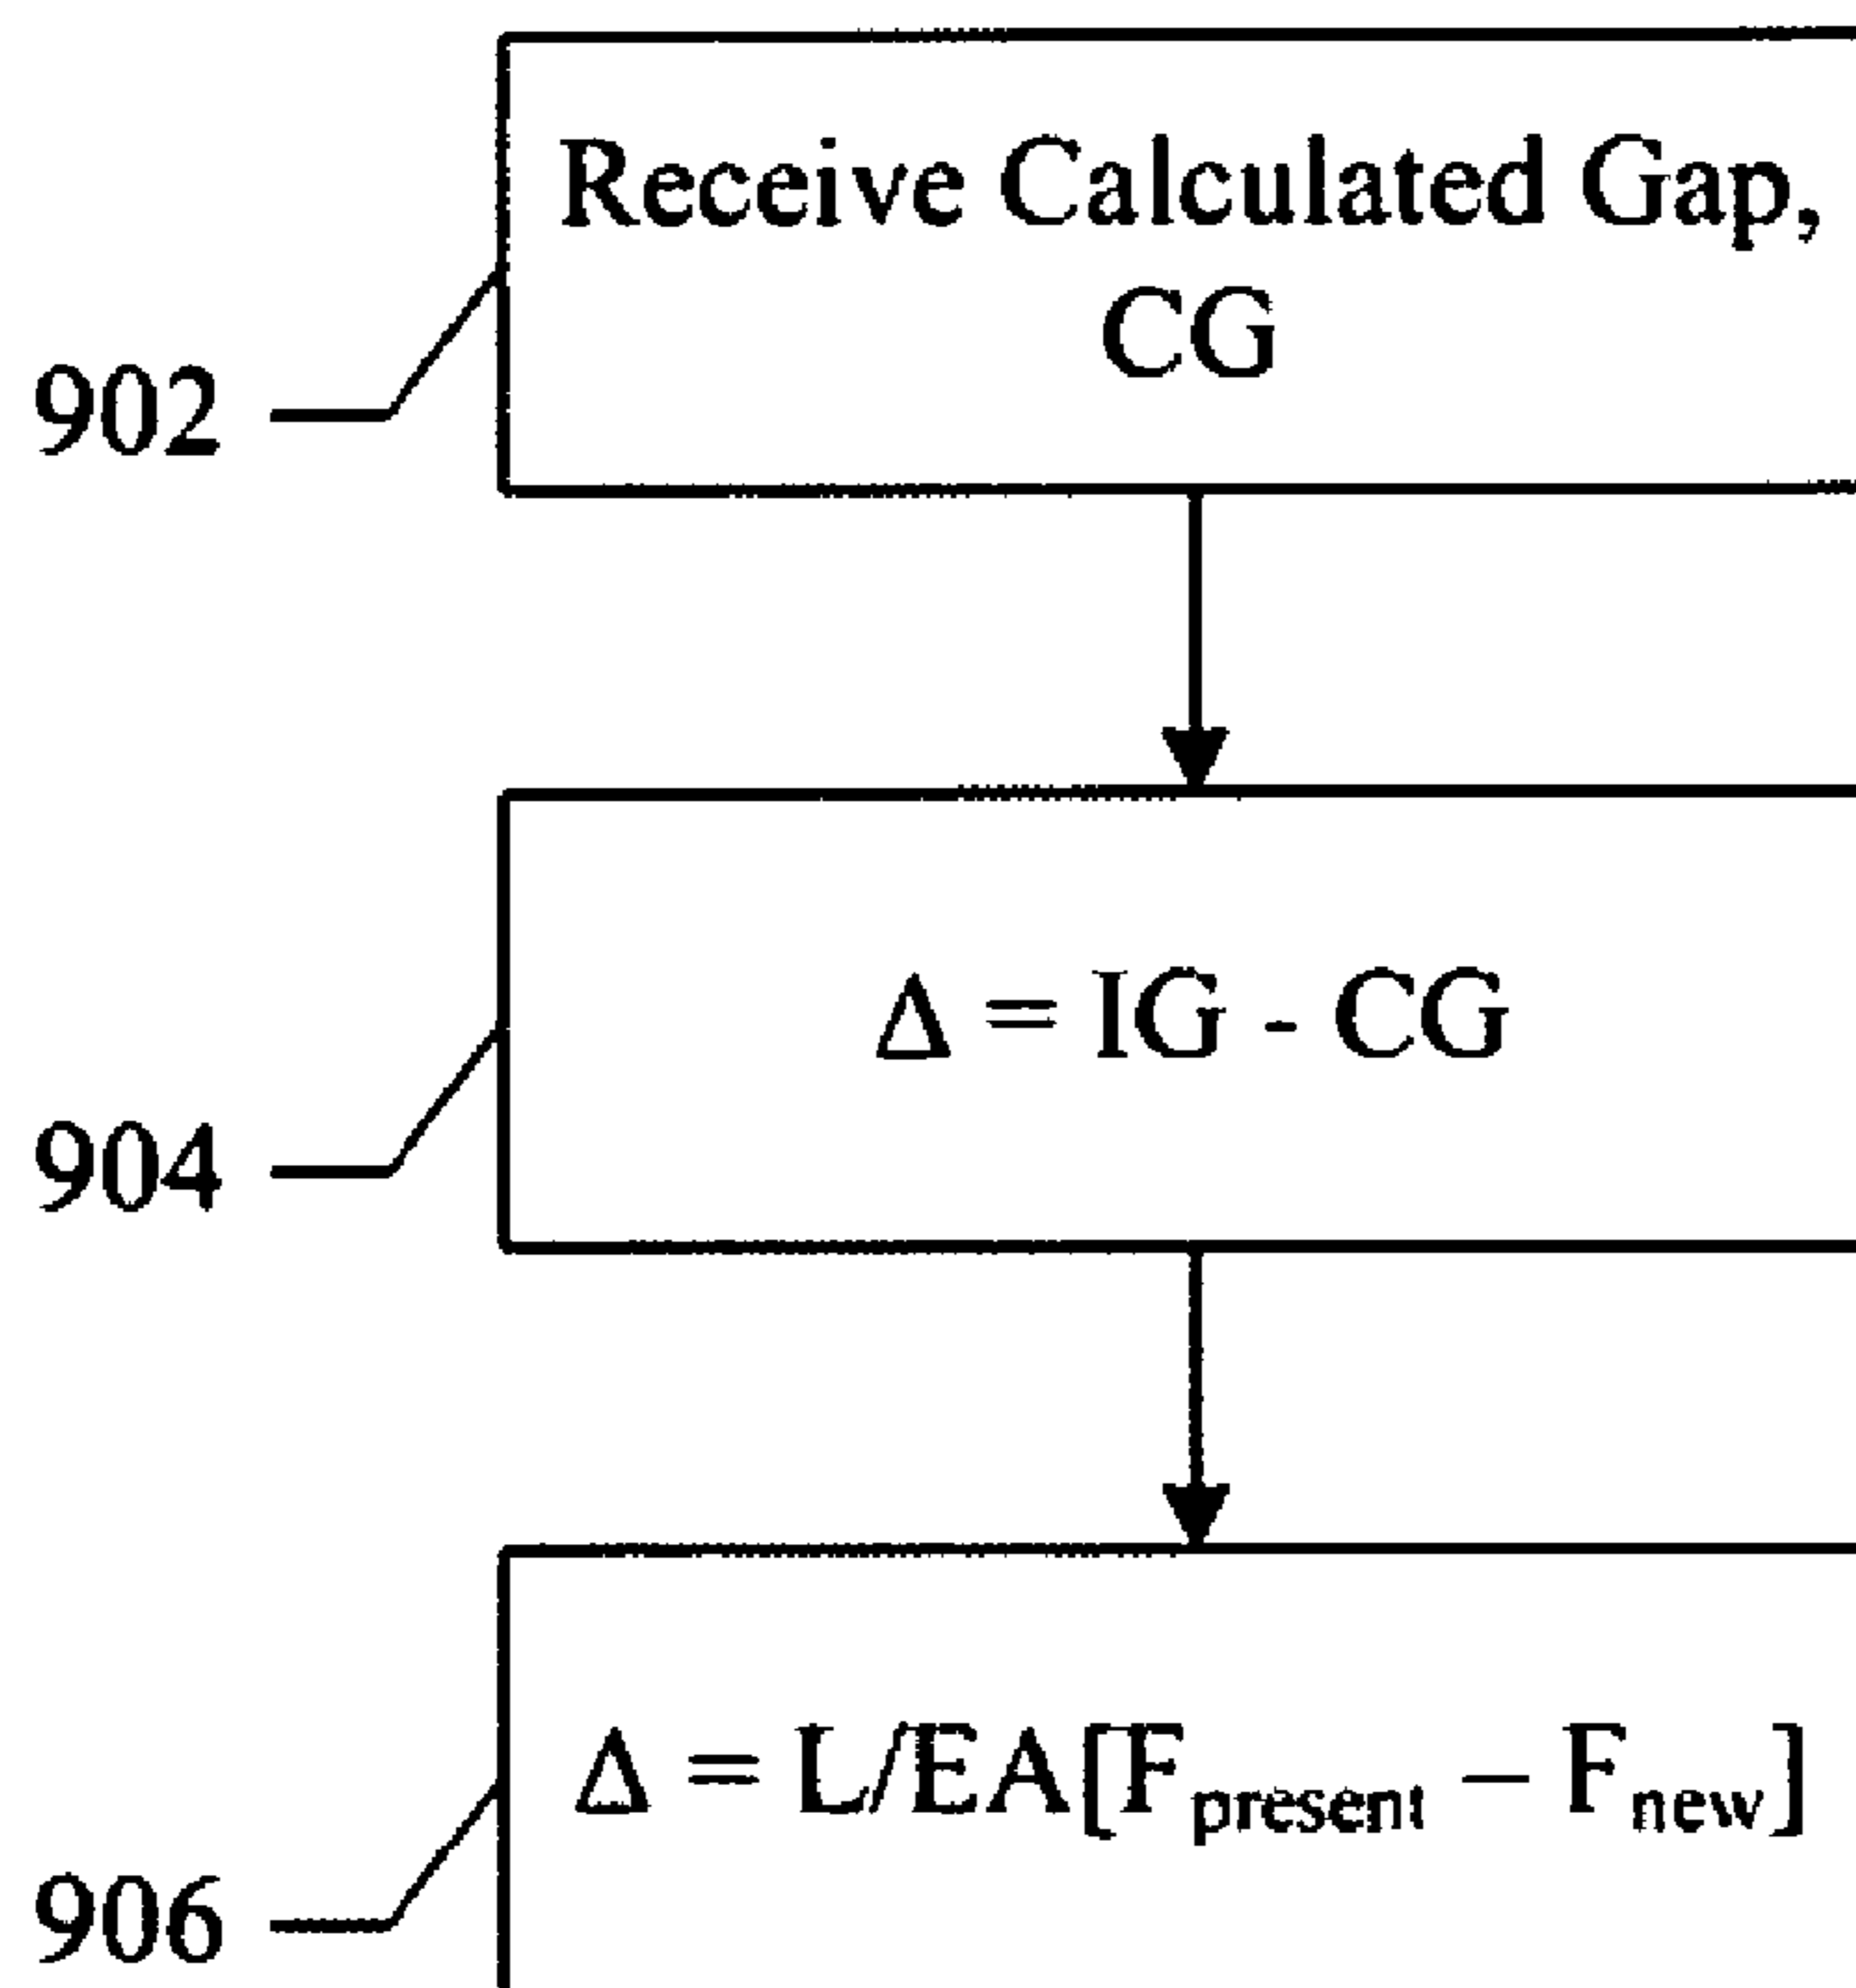 Receive Calculated Gap,
CG
902
Δ = IG - CG
904
Δ = L/EA[F_present – F_new]
906